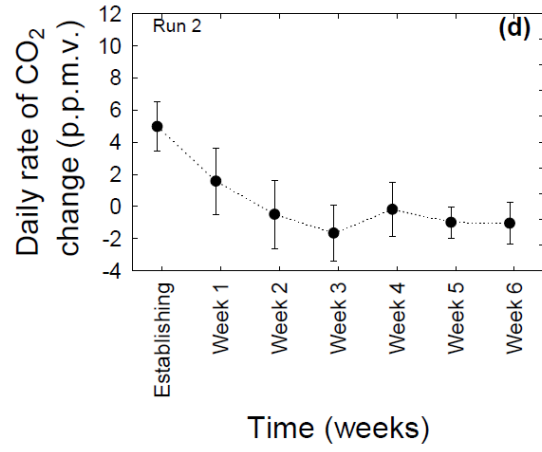 Run 2
(d)
Daily rate of CO₂
change (p.p.m.v.)
12
10
8
6
4
2
0
-2
-4
Establishing
Week 1
Week 2
Week 3
Week 4
Week 5
Week 6
Time (weeks)